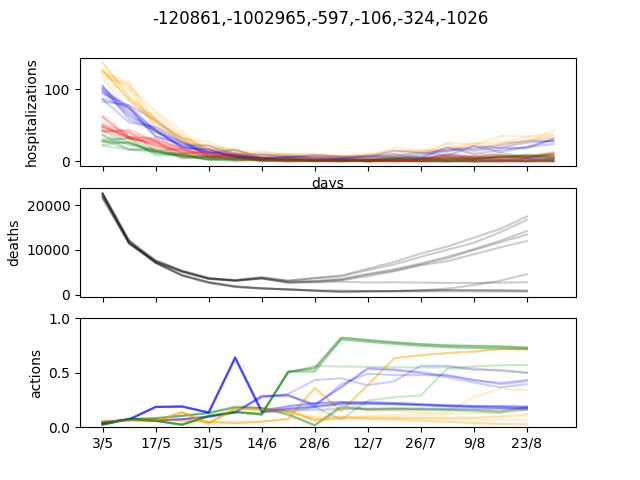 -120861,-1002965,-597,-106,-324,-1026
hospitalizations
100
0
days
deaths
20000
10000
0
actions
1.0
0.5
0.0
3/5 17/5 31/5 14/6 28/6 12/7 26/7 9/8 23/8